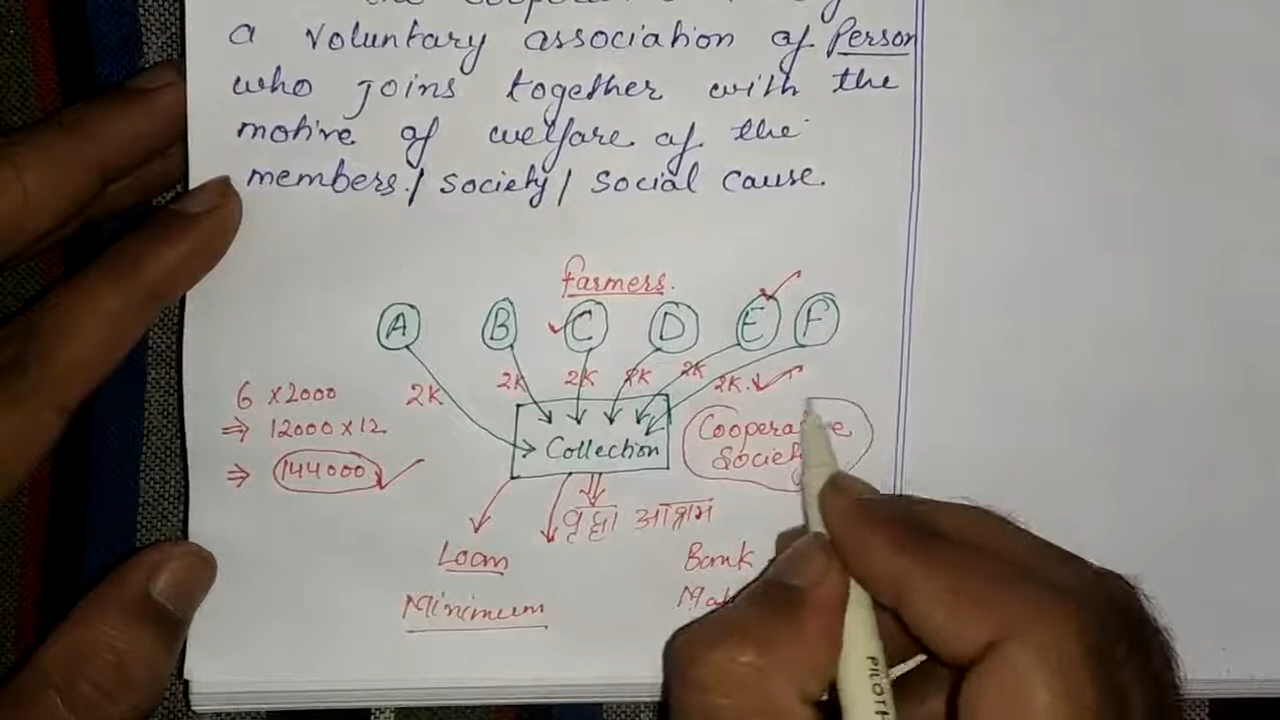 a voluntary association of Person
who joins together with the
motive of welfare of the
members./ society/ social cause.
farmers.
A B C D E F
2K 2K 2K 2K 2K 2K.
6 x2000
⇒ 12000 x 12
⇒ 144000
Collection
Cooperative
Society
वृद्धा आश्रम
Loan
Bank
Minimum